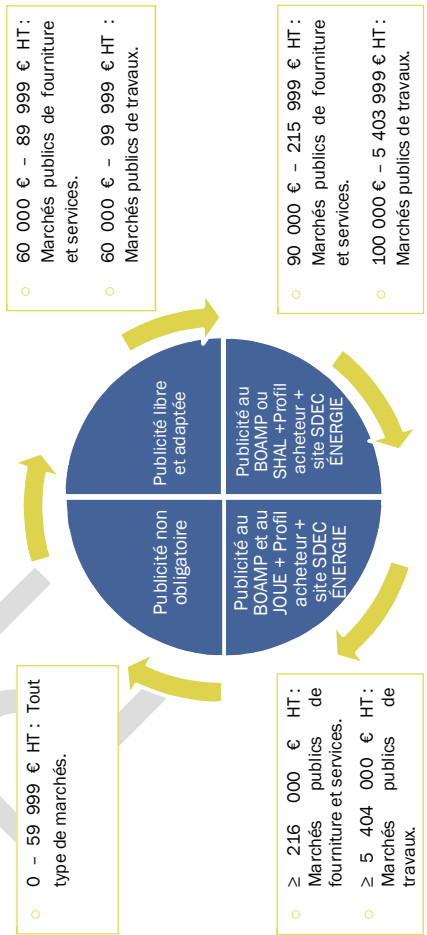 ○ 0 – 59 999 € HT : Tout
type de marchés.
○ 60 000 € – 89 999 € HT :
Marchés publics de fourniture
et services.
○ 60 000 € – 99 999 € HT :
Marchés publics de travaux.
Publicité non
obligatoire
Publicité libre
et adaptée
Publicité au
BOAMP et au
JOUE + Profil
acheteur +
site SDEC
ÉNERGIE
Publicité au
BOAMP ou
SHAL +Profil
acheteur +
site SDEC
ÉNERGIE
○ ≥ 216 000 € HT :
Marchés publics de
fourniture et services.
○ ≥ 5 404 000 € HT :
Marchés publics de
travaux.
○ 90 000 € – 215 999 € HT :
Marchés publics de fourniture
et services.
○ 100 000 € – 5 403 999 € HT :
Marchés publics de travaux.